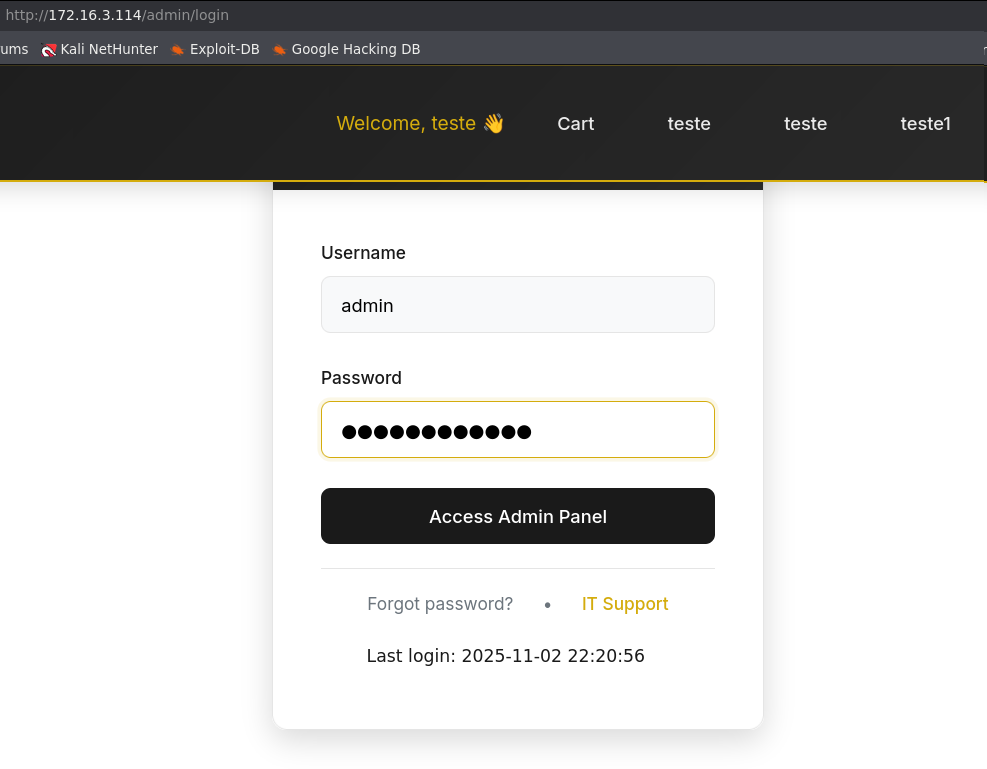 http://172.16.3.114/admin/login
ums Kali NetHunter Exploit-DB Google Hacking DB
Welcome, teste 👋 Cart teste teste teste1
Username
admin
Password
●●●●●●●●●●●●
Access Admin Panel
Forgot password? • IT Support
Last login: 2025-11-02 22:20:56